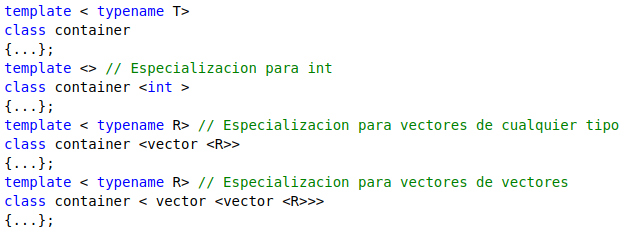 template < typename T>
class container
{...};
template <> // Especializacion para int
class container <int >
{...};
template < typename R> // Especializacion para vectores de cualquier tipo
class container <vector <R>>
{...};
template < typename R> // Especializacion para vectores de vectores
class container < vector <vector <R>>>
{...};